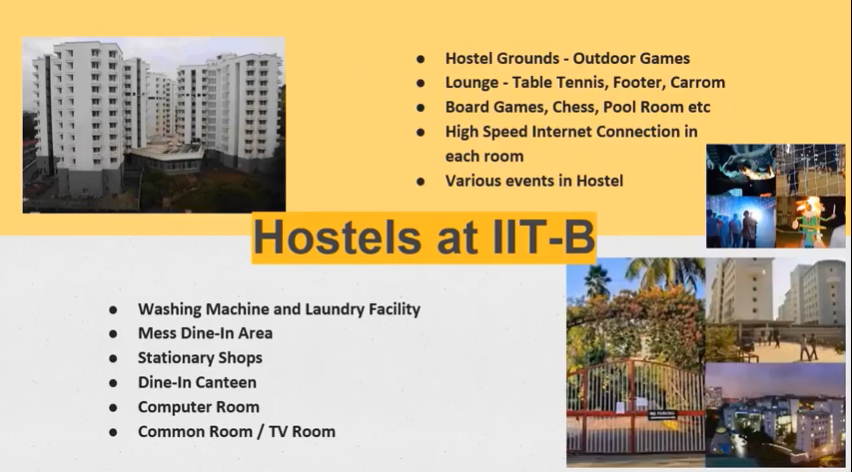 ● Hostel Grounds - Outdoor Games
● Lounge - Table Tennis, Footer, Carrom
● Board Games, Chess, Pool Room etc
● High Speed Internet Connection in
each room
● Various events in Hostel
Hostels at IIT-B
● Washing Machine and Laundry Facility
● Mess Dine-In Area
● Stationary Shops
● Dine-In Canteen
● Computer Room
● Common Room / TV Room
NO PARKING